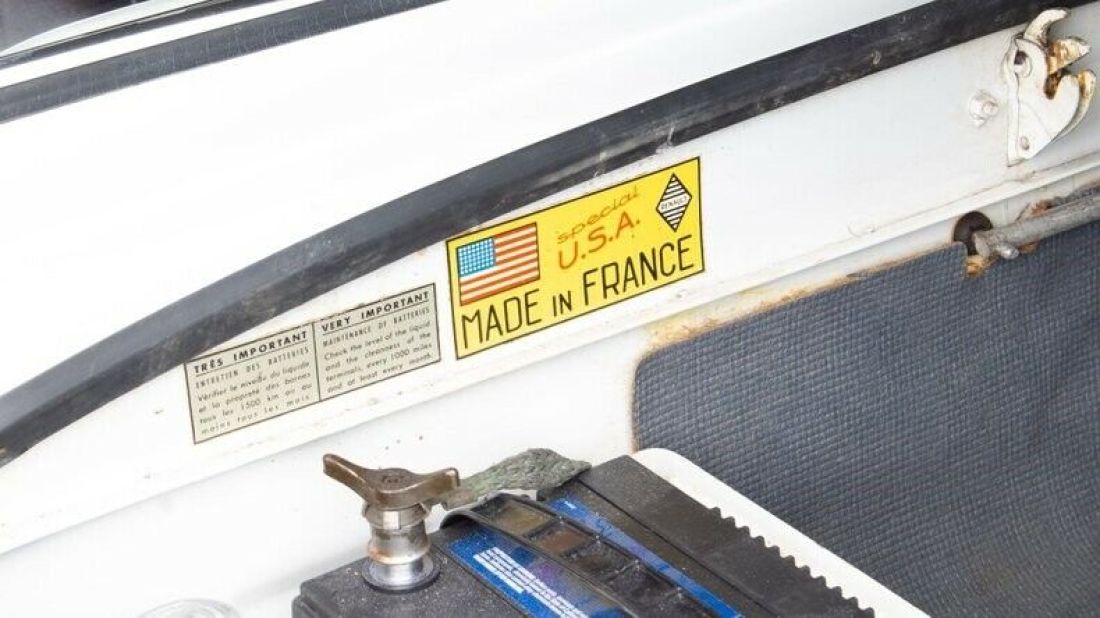 TRÈS IMPORTANT
ENTRETIEN DES BATTERIES
Vérifier le niveau du liquide
et la propreté des bornes
tous les 1500 km ou au
moins tous les mois
VERY IMPORTANT
MAINTENANCE OF BATTERIES
Check the level of the liquid
and the cleanness of the
terminals, every 1000 miles
and at least every month.
special
U.S.A.
RENAULT
MADE IN FRANCE